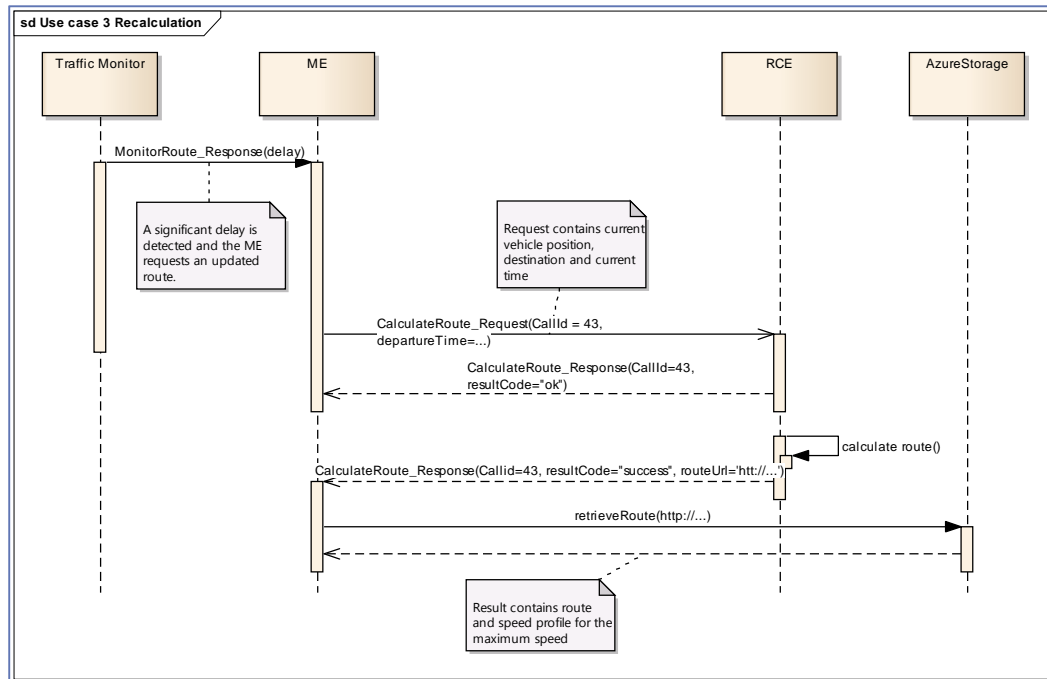 sd Use case 3 Recalculation
Traffic Monitor
ME
RCE
AzureStorage
MonitorRoute_Response(delay)
A significant delay is
detected and the ME
requests an updated
route.
Request contains current
vehicle position,
destination and current
time
CalculateRoute_Request(CallId = 43,
departureTime=...)
CalculateRoute_Response(CallId=43,
resultCode="ok")
calculate route()
CalculateRoute_Response(Callid=43, resultCode="success", routeUrl='htt://...')
retrieveRoute(http://...)
Result contains route
and speed profile for the
maximum speed